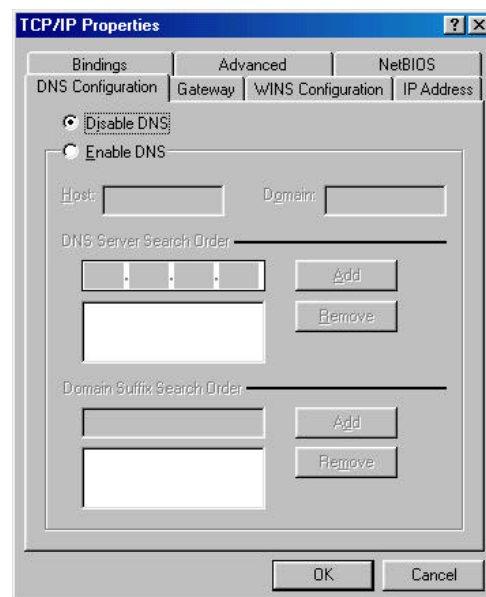 TCP/IP Properties
? X
Bindings Advanced NetBIOS
DNS Configuration Gateway WINS Configuration IP Address
Disable DNS
Enable DNS
Host: Domain:
DNS Server Search Order
. . .
Add
Remove
Domain Suffix Search Order
Add
Remove
OK Cancel